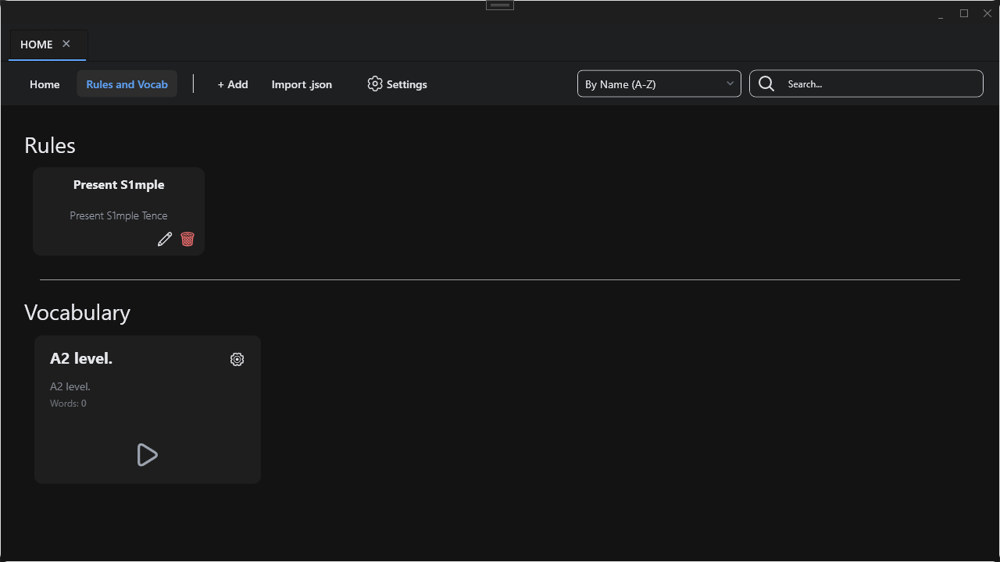 HOME
Home Rules and Vocab + Add Import .json Settings By Name (A-Z) Search...
Rules
Present S1mple
Present S1mple Tence
Vocabulary
A2 level.
A2 level.
Words: 0